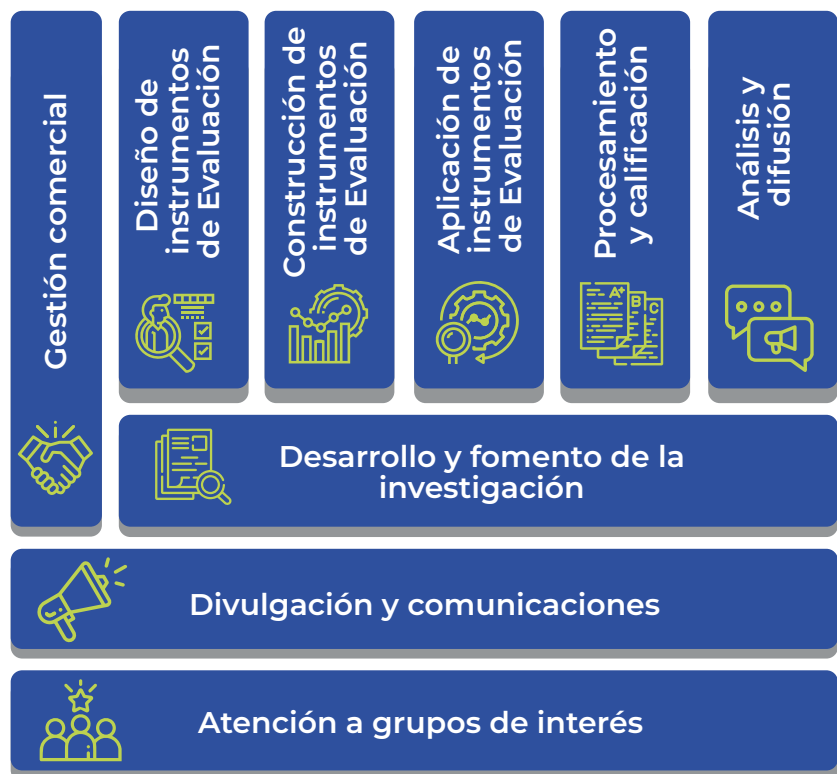 Gestión comercial
Diseño de
instrumentos
de Evaluación
Construcción de
instrumentos
de Evaluación
Aplicación de
instrumentos
de Evaluación
Procesamiento
y calificación
Análisis y
difusión
A+
B
C
Desarrollo y fomento de la
investigación
Divulgación y comunicaciones
Atención a grupos de interés